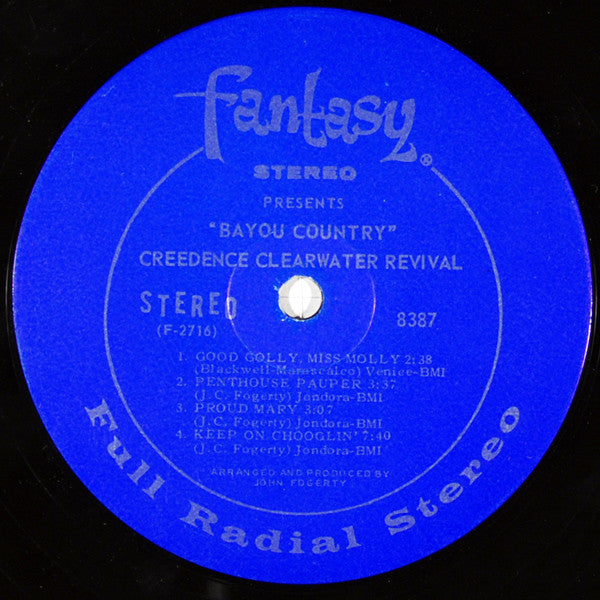 fantasy®
STEREO
PRESENTS
"BAYOU COUNTRY"
CREEDENCE CLEARWATER REVIVAL
STEREO
(F-2716)
8387
1. GOOD GOLLY, MISS MOLLY 2:38
(Blackwell-Marascalco) Venice-BMI
2. PENTHOUSE PAUPER 3:37
(J. C. Fogerty) Jondora-BMI
3. PROUD MARY 3:07
(J. C. Fogerty) Jondora-BMI
4. KEEP ON CHOOGLIN' 7:40
(J. C. Fogerty) Jondora-BMI
ARRANGED AND PRODUCED BY
JOHN FOGERTY
Full Radial Stereo